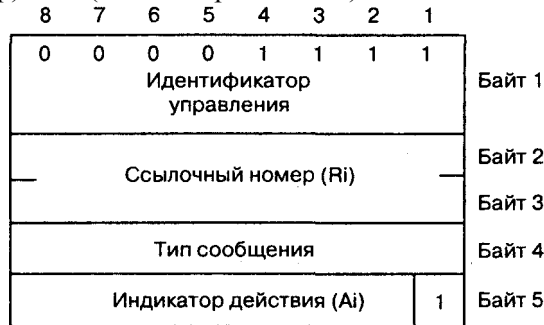 8 7 6 5 4 3 2 1
0 0 0 0 1 1 1 1
Идентификатор
управления
Байт 1
Ссылочный номер (Ri)
Байт 2
Байт 3
Тип сообщения
Байт 4
Индикатор действия (Ai)
1
Байт 5